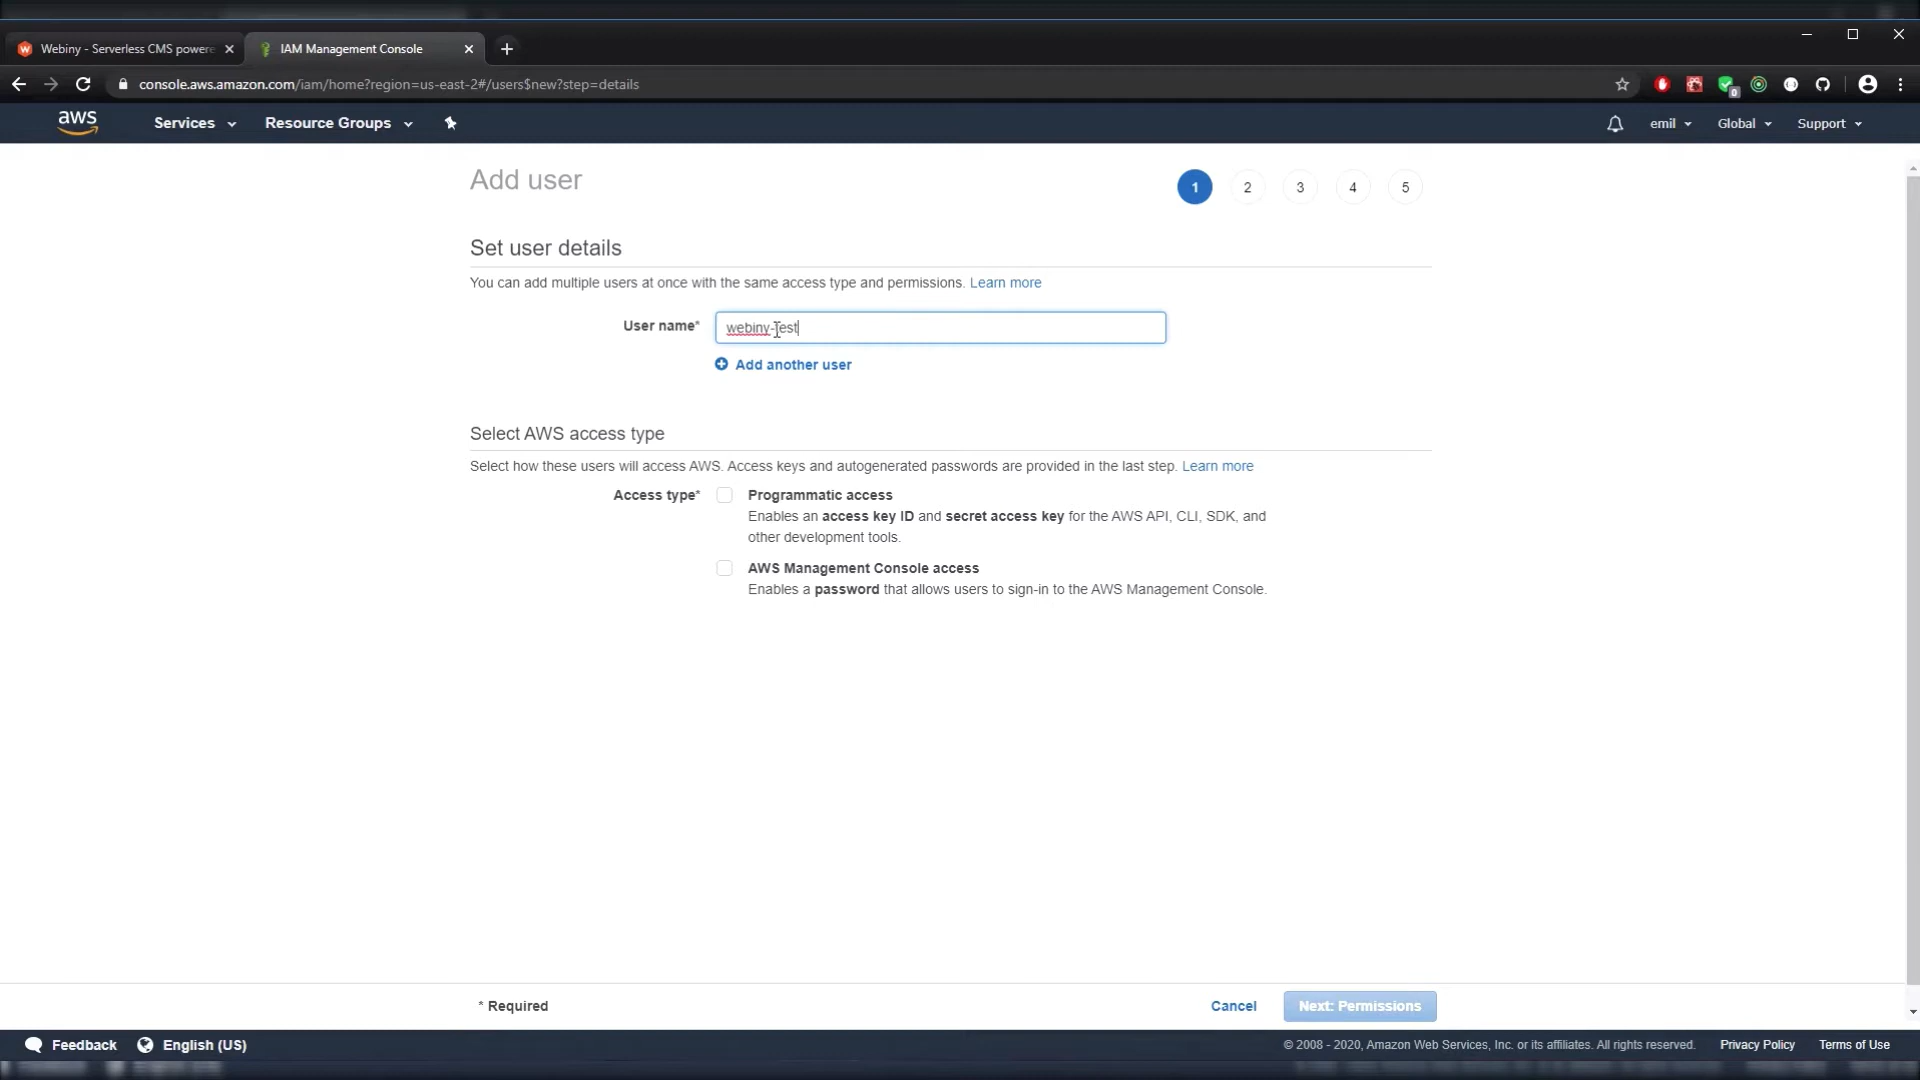 Webiny - Serverless CMS powere
IAM Management Console
console.aws.amazon.com/iam/home?region=us-east-2#/users$new?step=details
0
aws
Services
Resource Groups
emil
Global
Support
Add user
1
2
3
4
5
Set user details
You can add multiple users at once with the same access type and permissions. Learn more
User name*
webiny-test
Add another user
Select AWS access type
Select how these users will access AWS. Access keys and autogenerated passwords are provided in the last step. Learn more
Access type*
Programmatic access
Enables an access key ID and secret access key for the AWS API, CLI, SDK, and
other development tools.
AWS Management Console access
Enables a password that allows users to sign-in to the AWS Management Console.
* Required
Cancel
Next: Permissions
Feedback
English (US)
© 2008 - 2020, Amazon Web Services, Inc. or its affiliates. All rights reserved.
Privacy Policy
Terms of Use